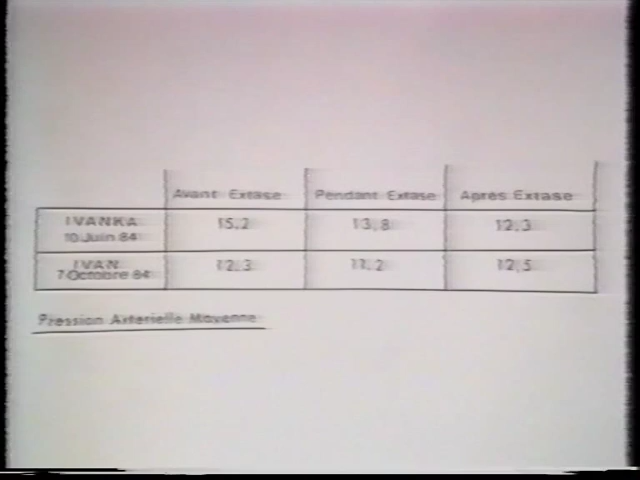 Avant Extase Pendant Extase Après Extase
IVANKA 15,2 13,8 12,3
10 Juin 84
IVAN 12,3 11,2 12,5
7 Octobre 84
Pression Arterielle Moyenne